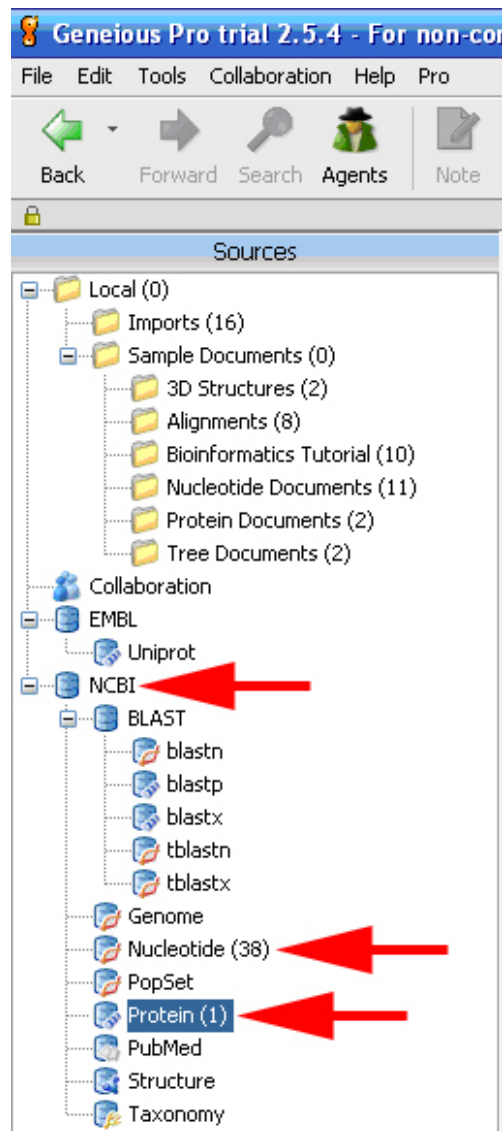 Geneious Pro trial 2.5.4 - For non-co
File Edit Tools Collaboration Help Pro
Back Forward Search Agents Note
Sources
Local (0)
Imports (16)
Sample Documents (0)
3D Structures (2)
Alignments (8)
Bioinformatics Tutorial (10)
Nucleotide Documents (11)
Protein Documents (2)
Tree Documents (2)
Collaboration
EMBL
Uniprot
NCBI
BLAST
blastn
blastp
blastx
tblastn
tblastx
Genome
Nucleotide (38)
PopSet
Protein (1)
PubMed
Structure
Taxonomy